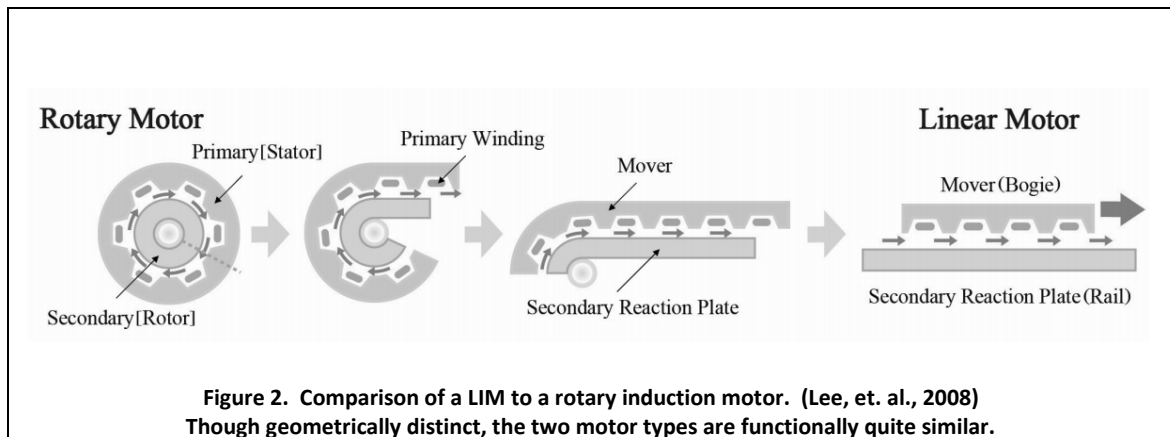 Rotary Motor
Primary[Stator]
Secondary[Rotor]
Primary Winding
Mover
Secondary Reaction Plate
Linear Motor
Mover(Bogie)
Secondary Reaction Plate(Rail)
Figure 2. Comparison of a LIM to a rotary induction motor. (Lee, et. al., 2008)
Though geometrically distinct, the two motor types are functionally quite similar.